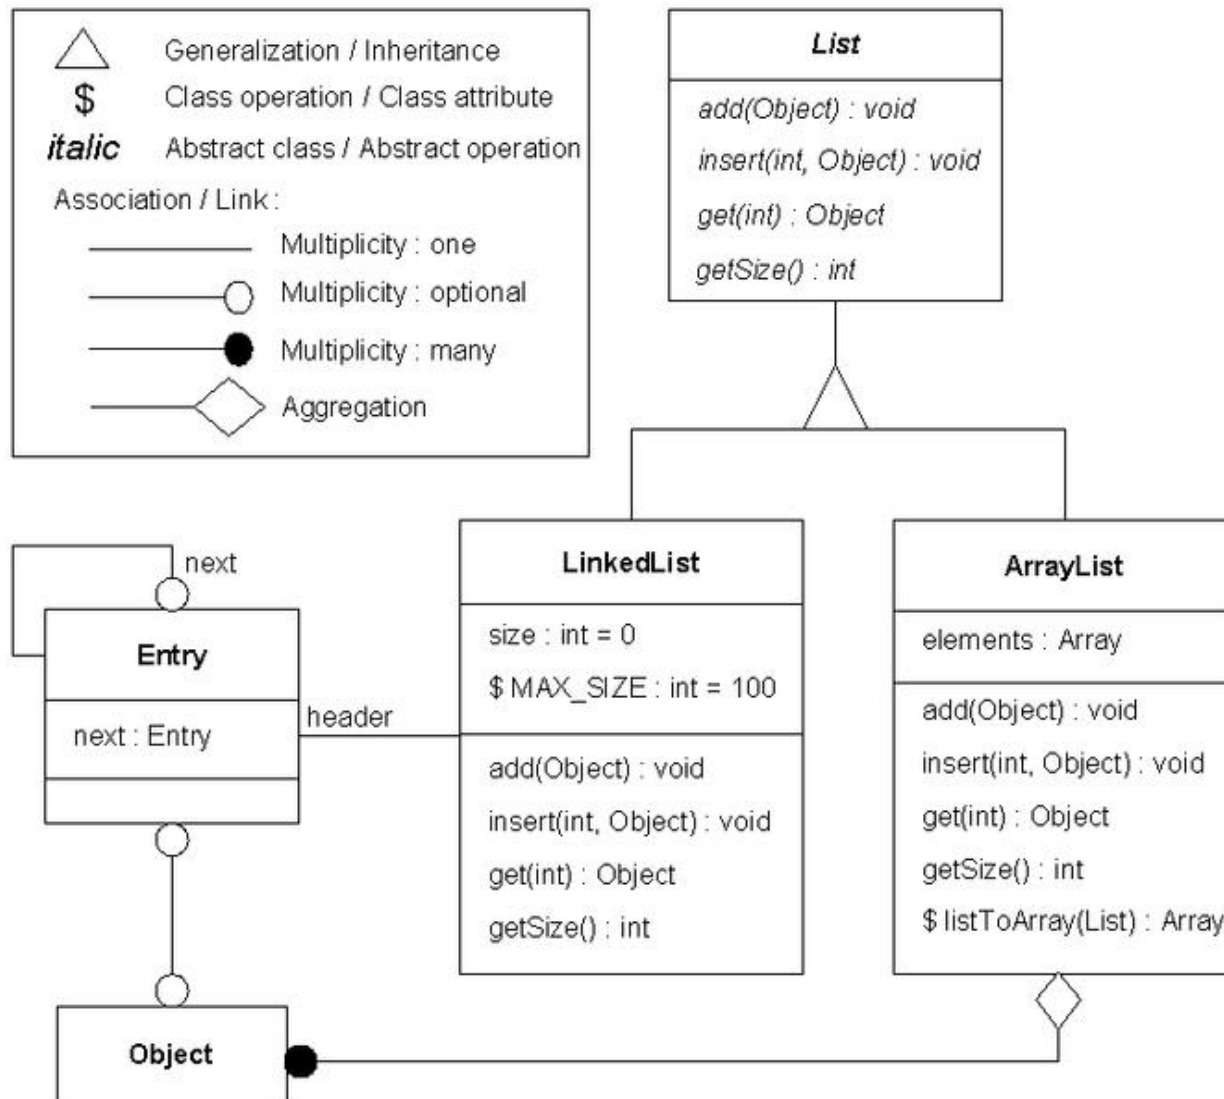 Generalization / Inheritance
$ Class operation / Class attribute
italic Abstract class / Abstract operation
Association / Link :
Multiplicity : one
Multiplicity : optional
Multiplicity : many
Aggregation
List
add(Object) : void
insert(int, Object) : void
get(int) : Object
getSize() : int
next
Entry
next : Entry
header
LinkedList
size : int = 0
$ MAX_SIZE : int = 100
add(Object) : void
insert(int, Object) : void
get(int) : Object
getSize() : int
ArrayList
elements : Array
add(Object) : void
insert(int, Object) : void
get(int) : Object
getSize() : int
$ listToArray(List) : Array
Object